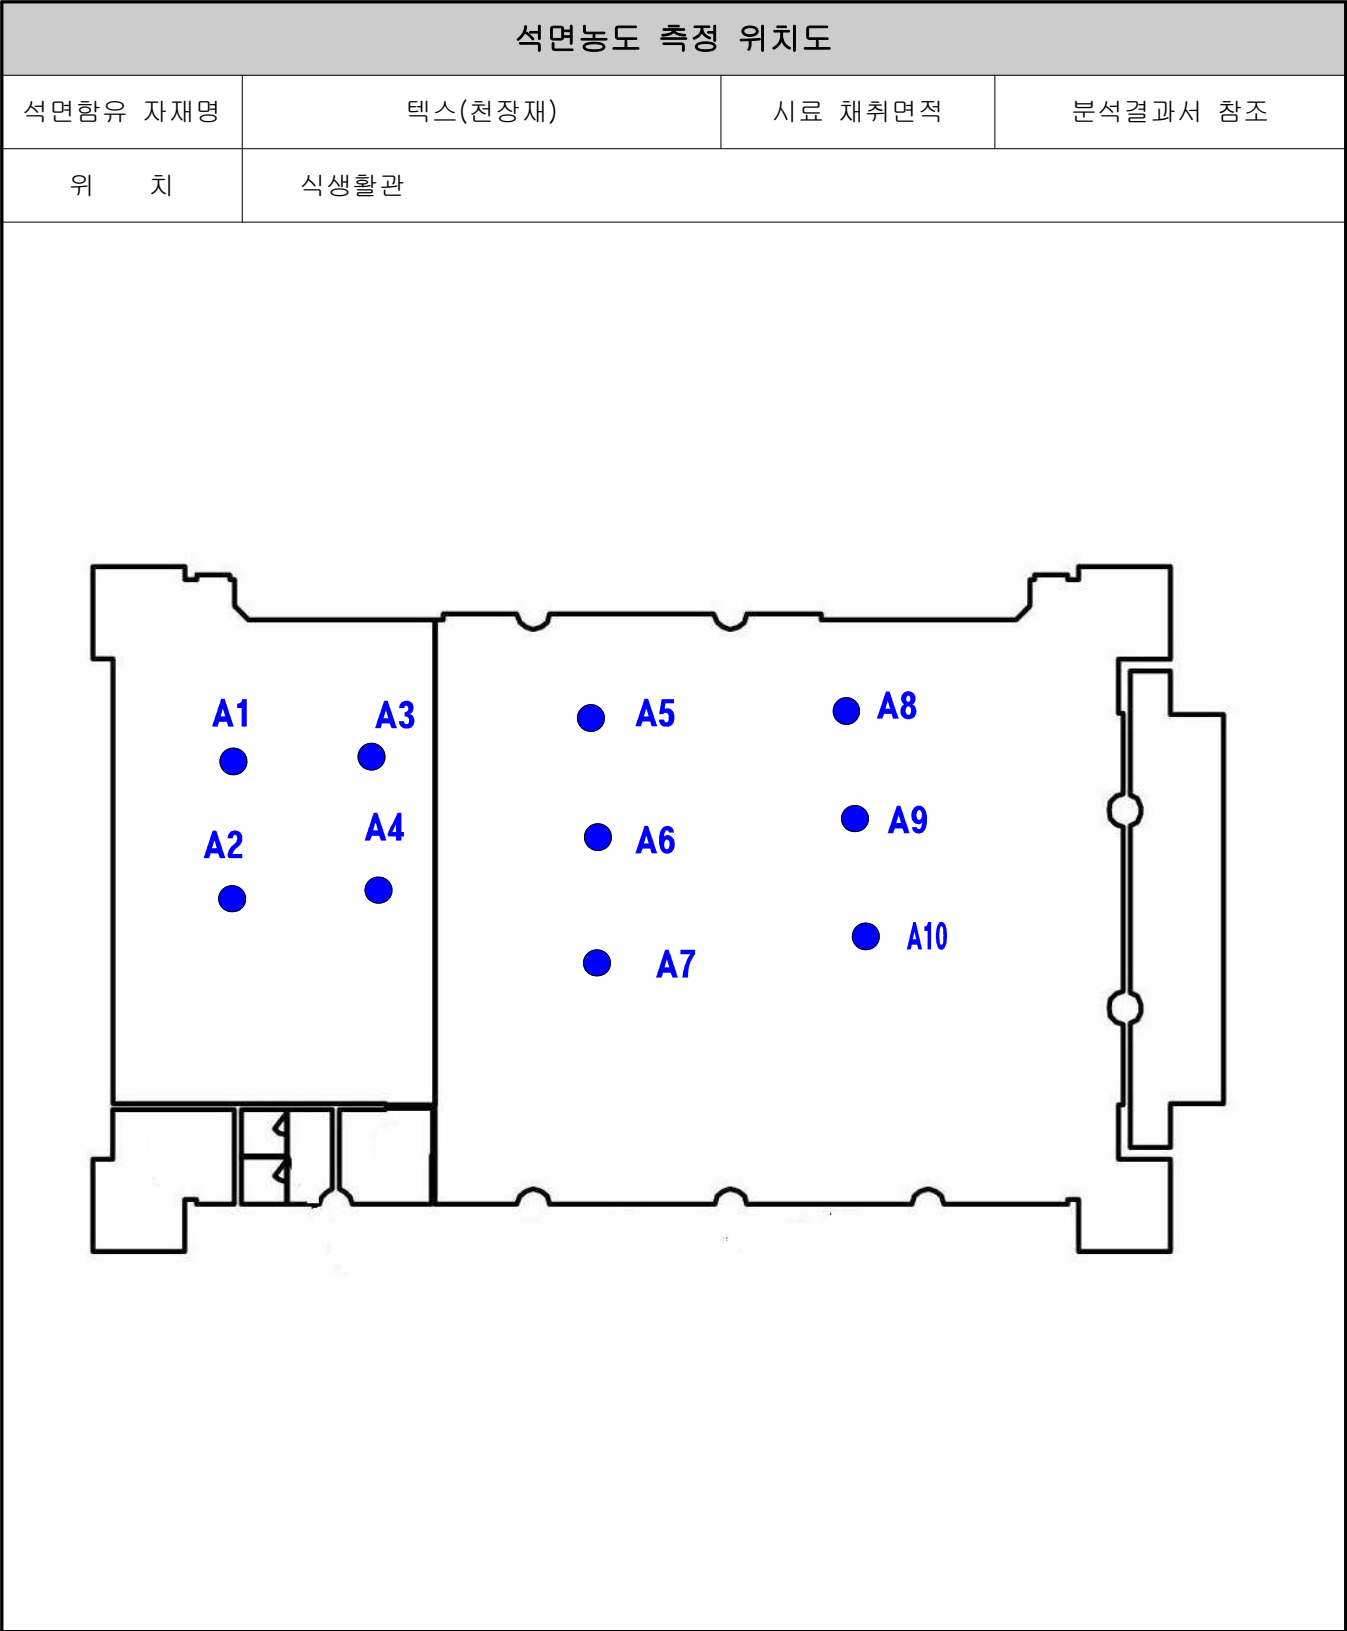 석면농도 측정 위치도
석면함유 자재명 텍스(천장재) 시료 채취면적 분석결과서 참조
위 치 식생활관
A1 A3 A5 A8
A2 A4 A6 A9
A7 A10